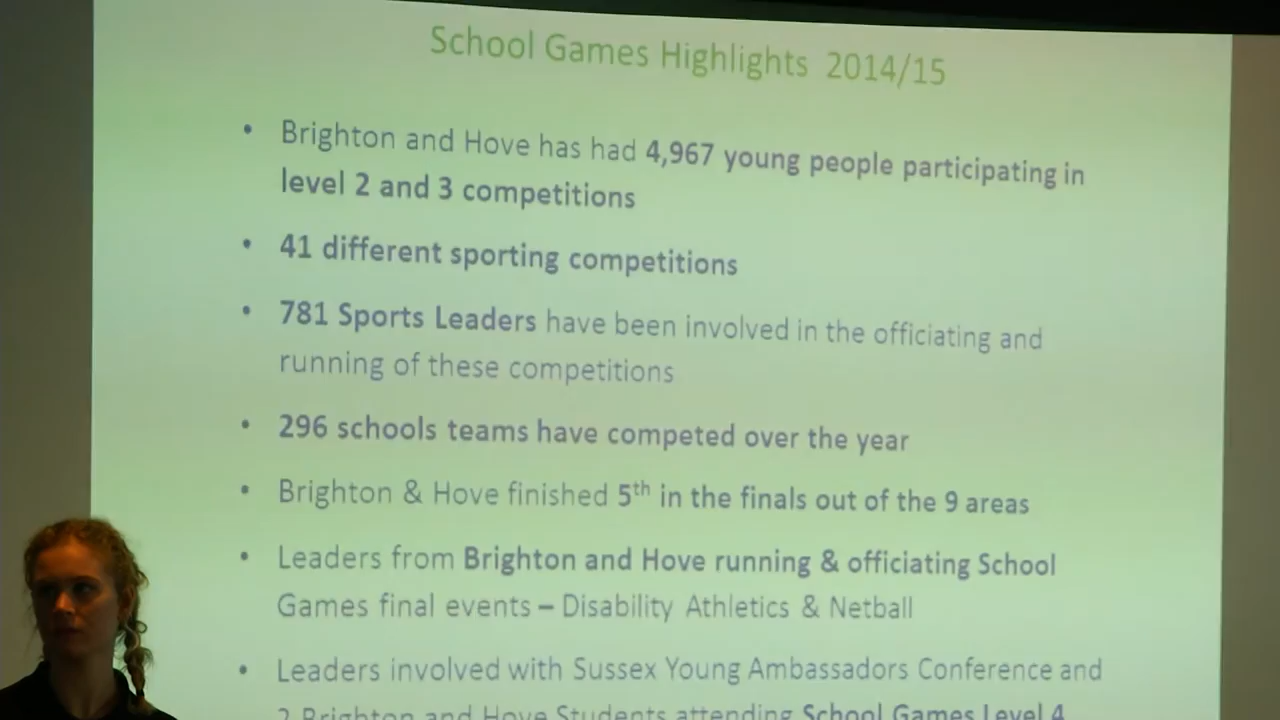 School Games Highlights 2014/15
• Brighton and Hove has had 4,967 young people participating in
level 2 and 3 competitions
• 41 different sporting competitions
• 781 Sports Leaders have been involved in the officiating and
running of these competitions
• 296 schools teams have competed over the year
• Brighton & Hove finished 5th in the finals out of the 9 areas
• Leaders from Brighton and Hove running & officiating School
Games final events – Disability Athletics & Netball
• Leaders involved with Sussex Young Ambassadors Conference and
2 Brighton and Hove Students attending School Games Level 4